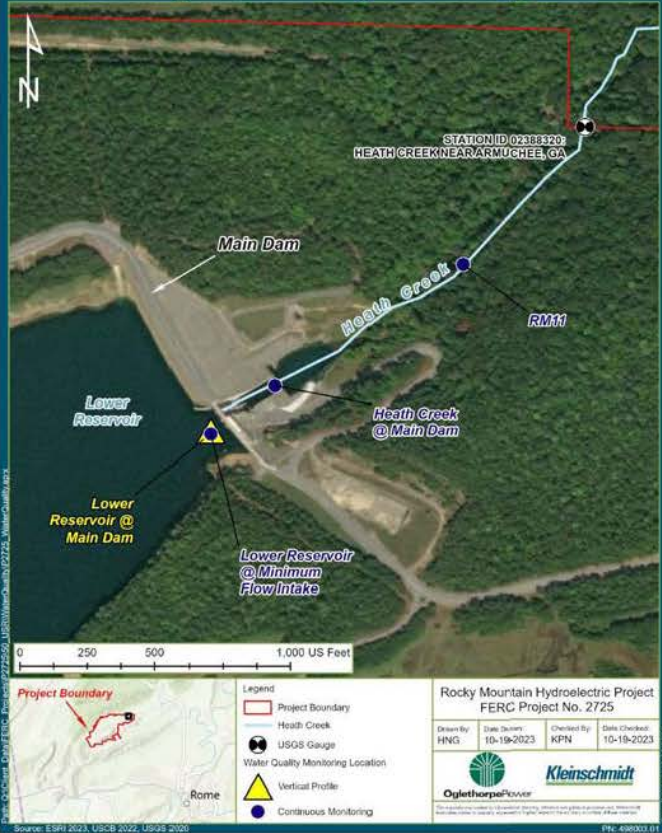 N
STATION ID 02388320:
HEATH CREEK NEAR ARMUCHEE, GA
Main Dam
Heath Creek
RM11
Lower
Reservoir
Heath Creek
@ Main Dam
Lower
Reservoir @
Main Dam
Lower Reservoir
@ Minimum
Flow Intake
0 250 500 1,000 US Feet
Project Boundary
Rome
Legend
Project Boundary
Heath Creek
USGS Gauge
Water Quality Monitoring Location
Vertical Profile
Continuous Monitoring
Rocky Mountain Hydroelectric Project
FERC Project No. 2725
Drawn By: Date Drawn: Checked By: Date Checked:
HNG 10-19-2023 KPN 10-19-2023
OglethorpePower
Kleinschmidt
Source: ESRI 2023, USCB 2022, USGS 2020